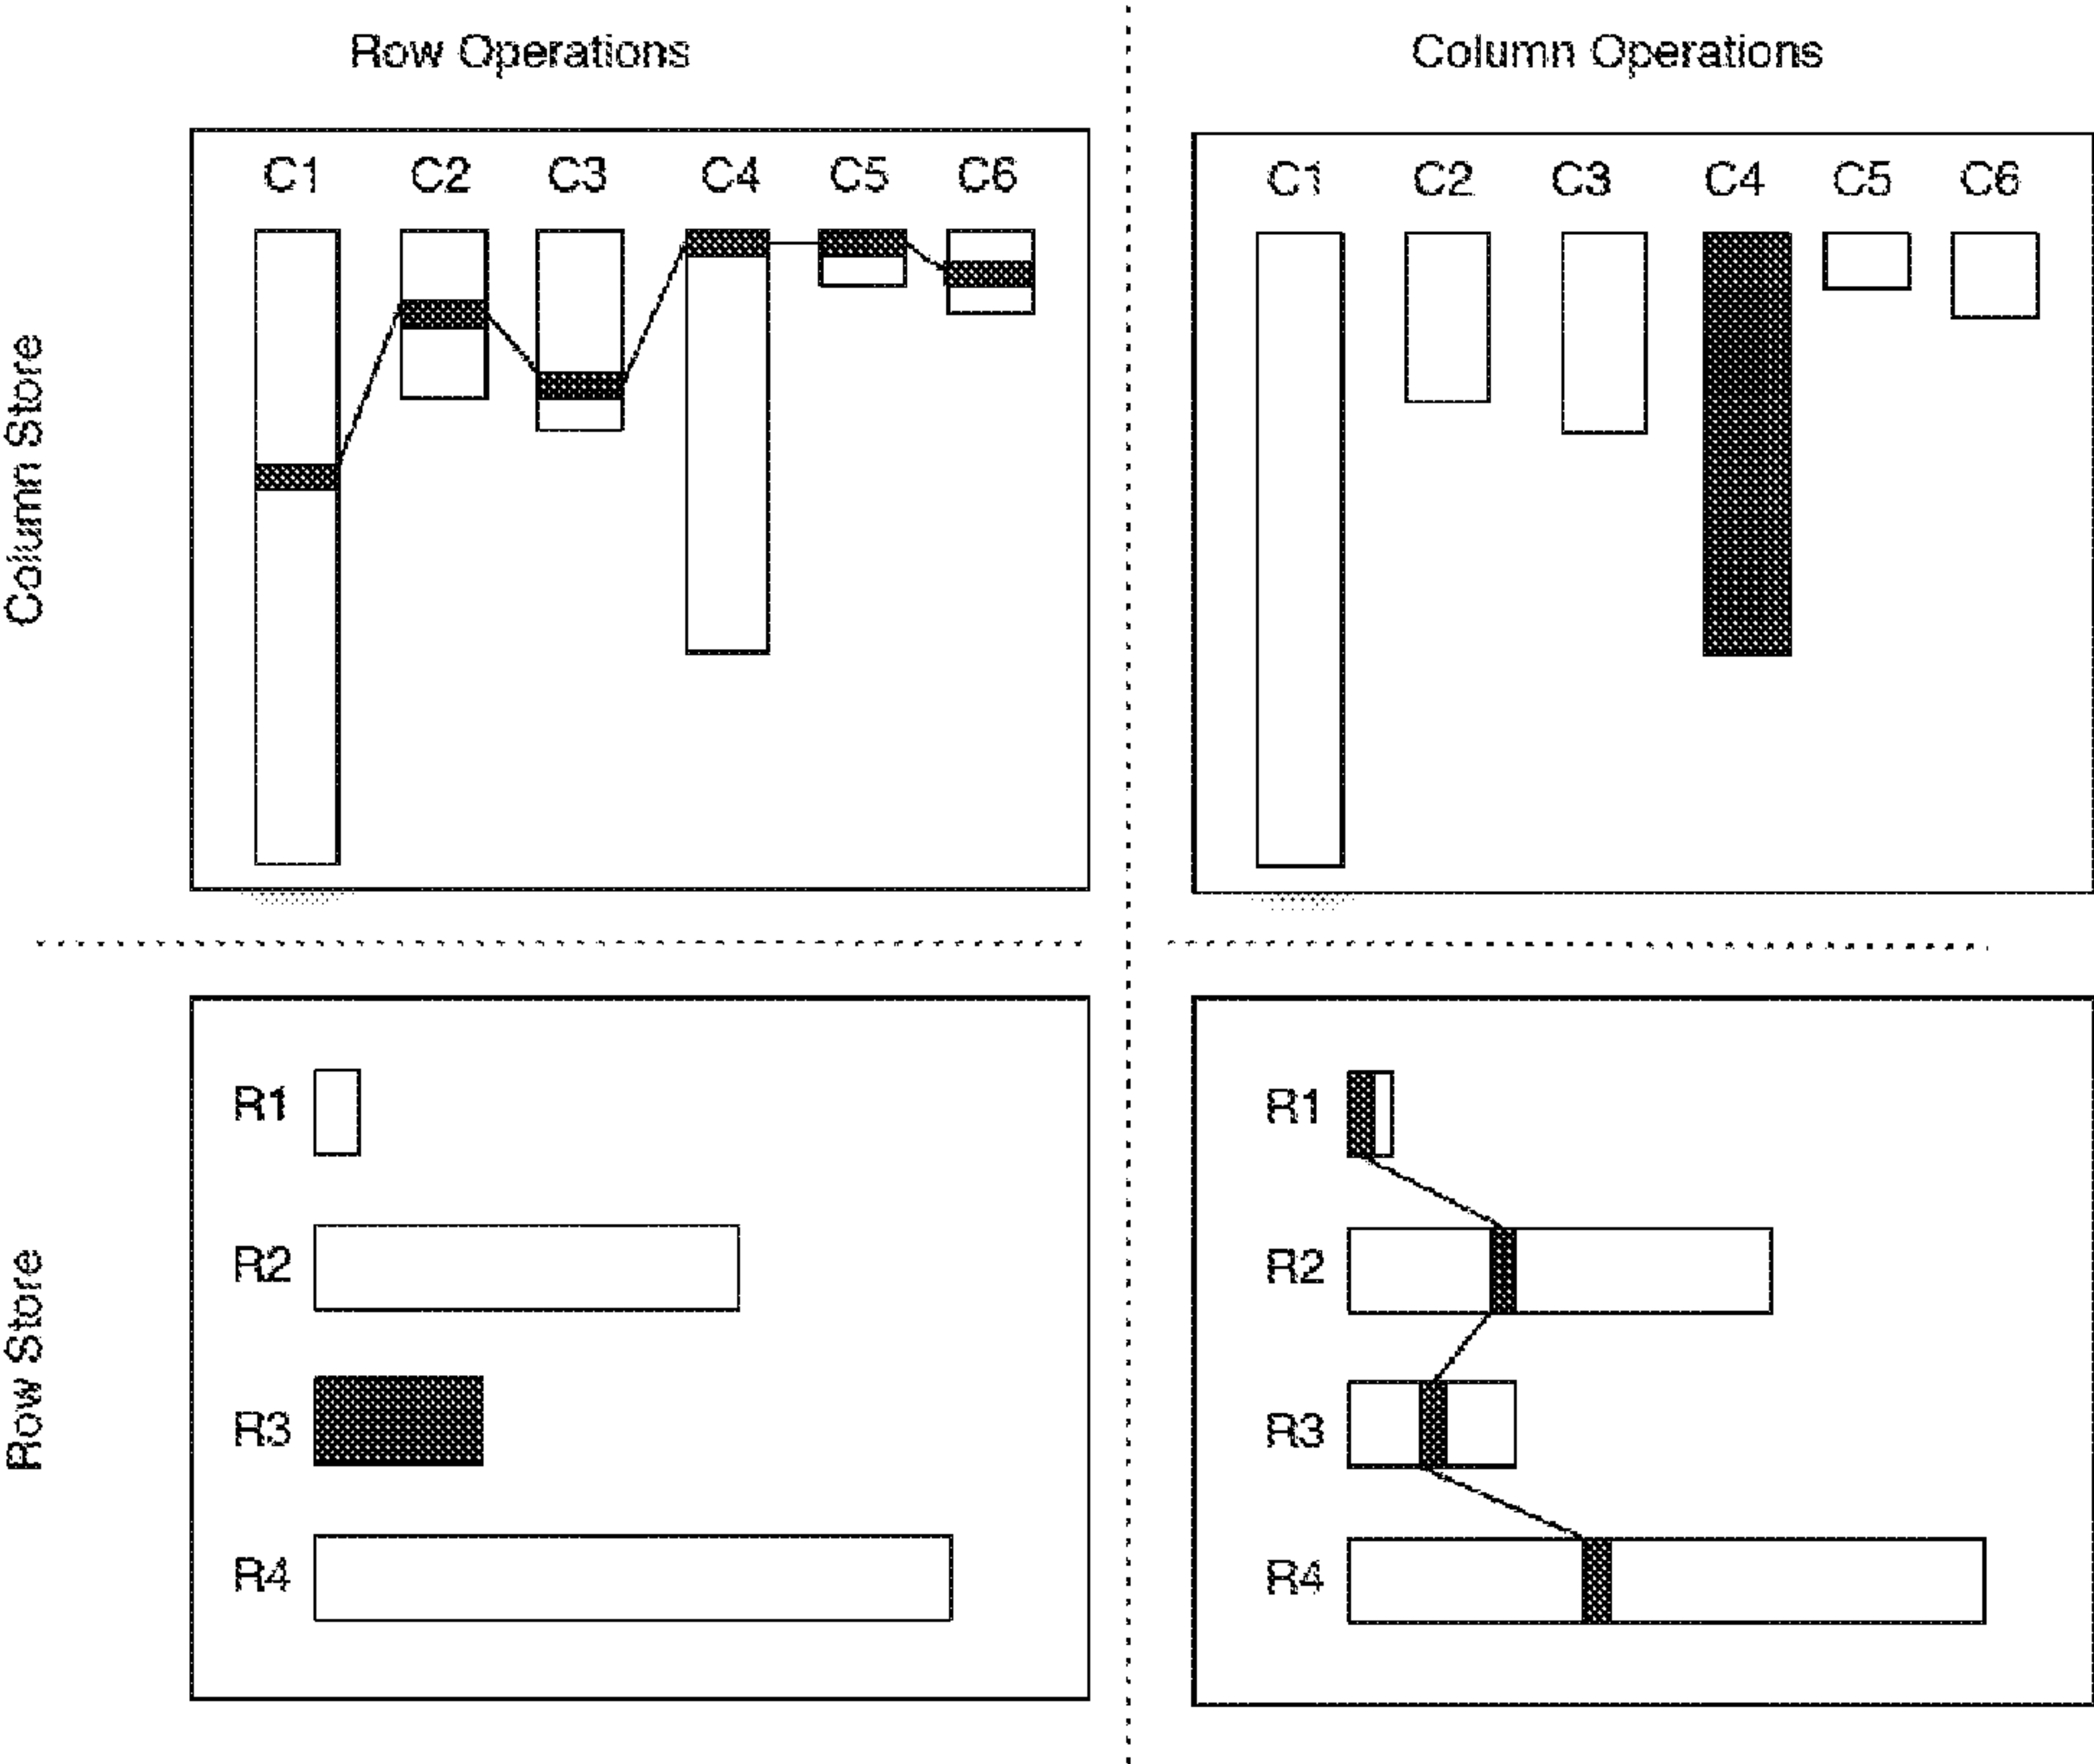 Row Operations
Column Operations
Column Store
C1 C2 C3 C4 C5 C6
C1 C2 C3 C4 C5 C6
Row Store
R1
R2
R3
R4
R1
R2
R3
R4